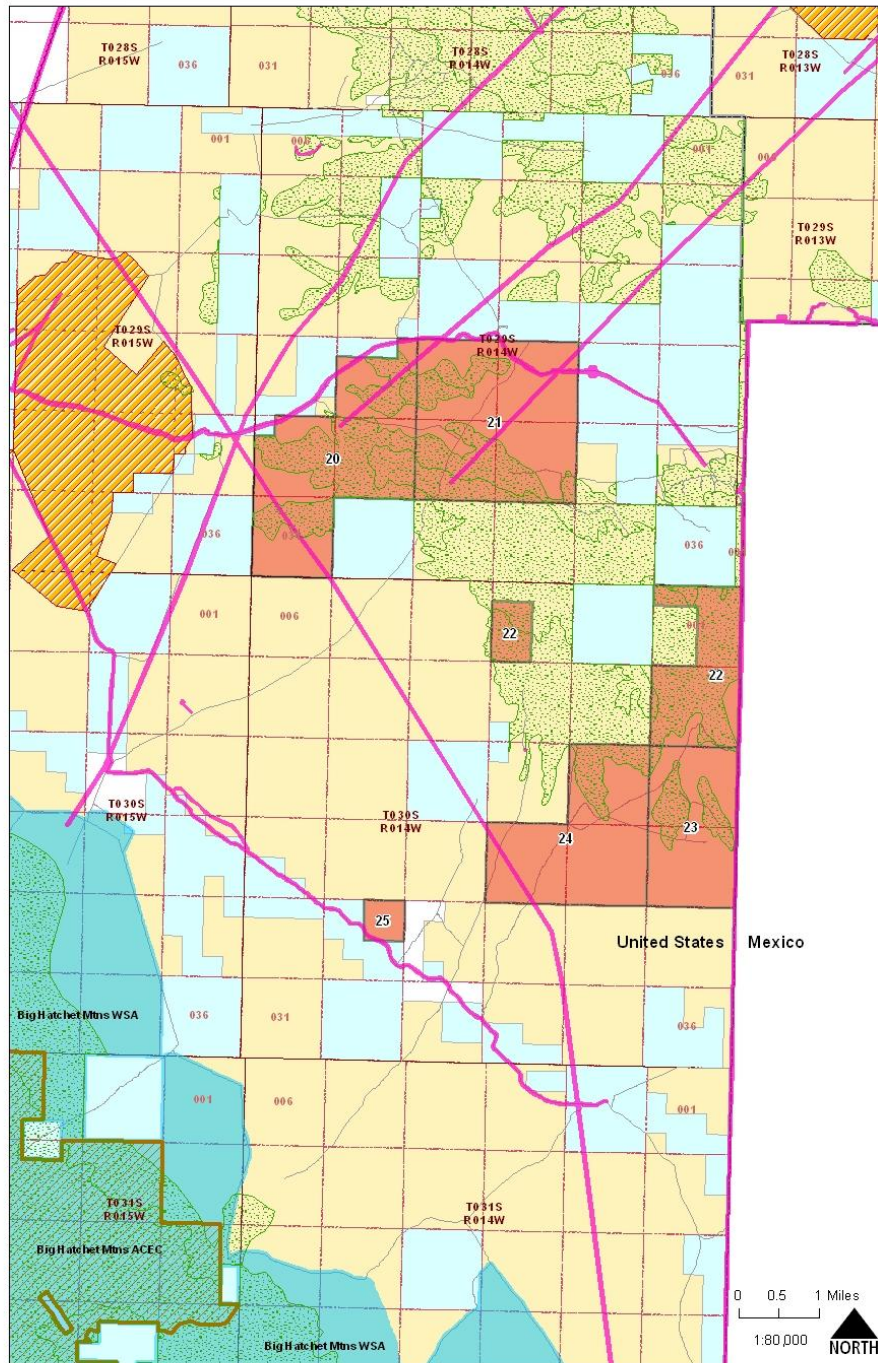 T028S
R015W
036
031
T028S
R014W
036
031
T028S
R013W
001
006
001
006
T029S
R013W
T029S
R015W
T029S
R014W
21
20
036
031
036
001
006
22
001
22
T030S
R015W
T030S
R014W
24
23
25
United States
Mexico
Big Hatchet Mtns WSA
036
031
036
001
006
001
T031S
R015W
T031S
R014W
Big Hatchet Mtns ACEC
Big Hatchet Mtns WSA
0 0.5 1 Miles
1:80,000
NORTH